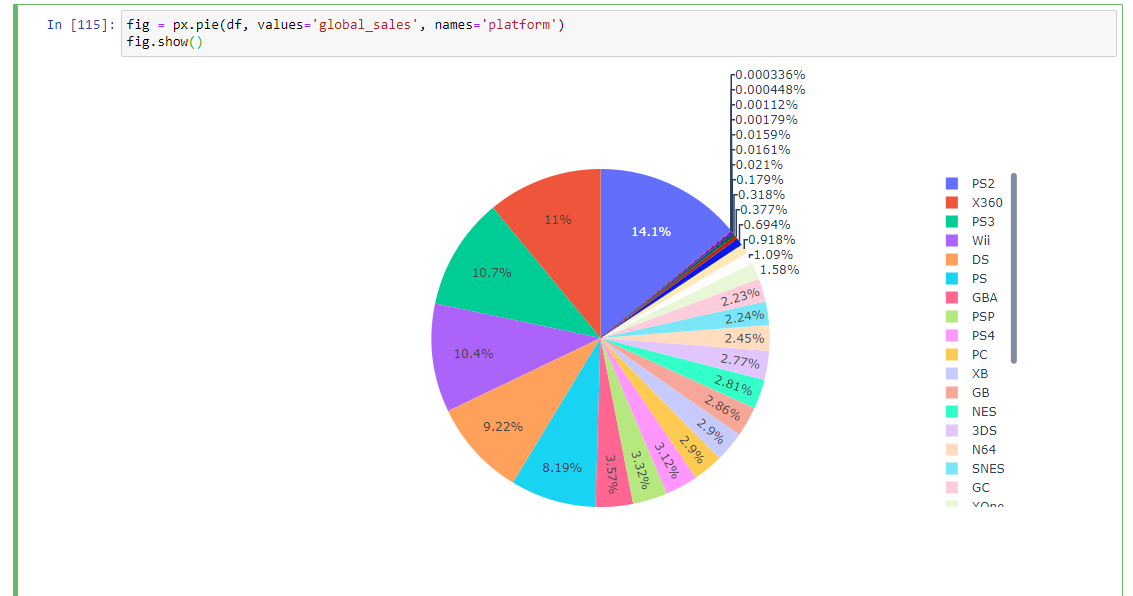 In [115]: fig = px.pie(df, values='global_sales', names='platform')
fig.show()
0.000336%
0.000448%
0.00112%
0.00179%
0.0159%
0.0161%
0.021%
0.179%
0.318%
0.377%
0.694%
0.918%
1.09%
1.58%
14.1%
11%
10.7%
10.4%
9.22%
8.19%
3.57%
3.32%
3.12%
2.9%
2.9%
2.86%
2.81%
2.77%
2.45%
2.24%
2.23%
PS2
X360
PS3
Wii
DS
PS
GBA
PSP
PS4
PC
XB
GB
NES
3DS
N64
SNES
GC
XOne